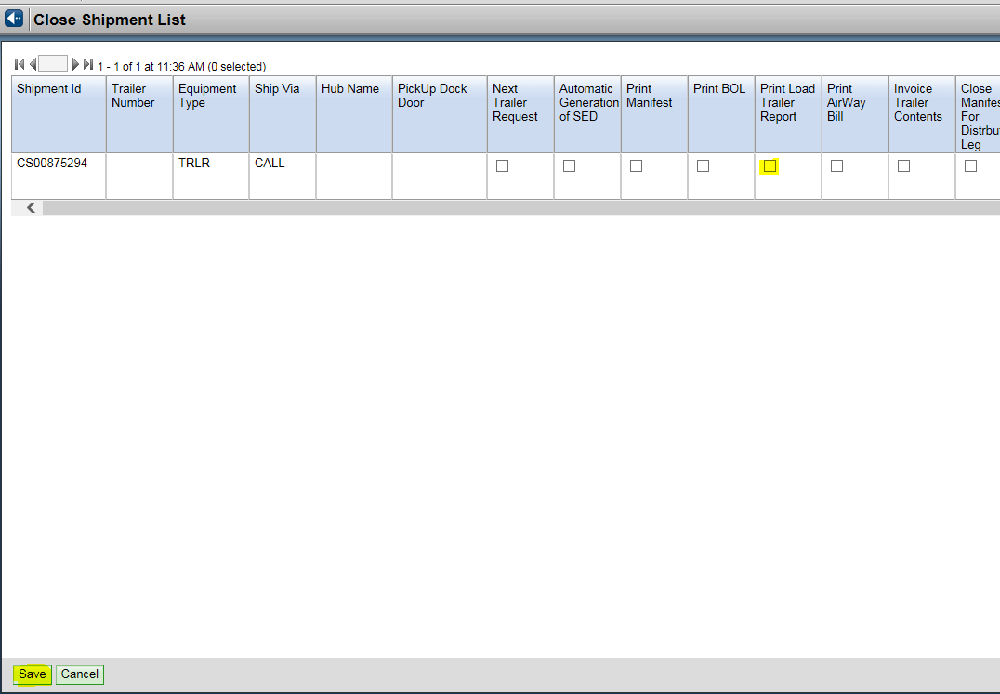 Close Shipment List
1 - 1 of 1 at 11:36 AM (0 selected)
Shipment Id
Trailer
Number
Equipment
Type
Ship Via
Hub Name
PickUp Dock
Door
Next
Trailer
Request
Automatic
Generation
of SED
Print
Manifest
Print BOL
Print Load
Trailer
Report
Print
AirWay
Bill
Invoice
Trailer
Contents
Close
Manifes
For
Distrbu
Leg
CS00875294
TRLR
CALL
Save
Cancel